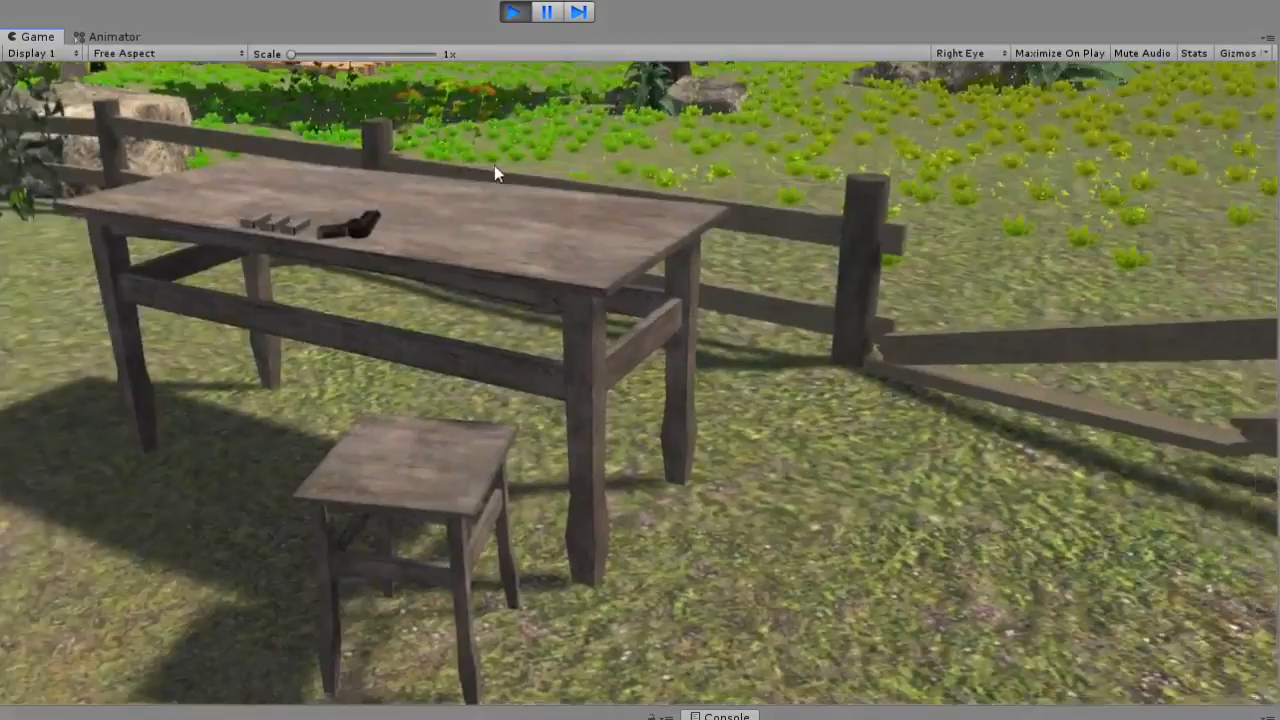 Game Animator
Display 1 Free Aspect Scale 1x Right Eye Maximize On Play Mute Audio Stats Gizmos
Console